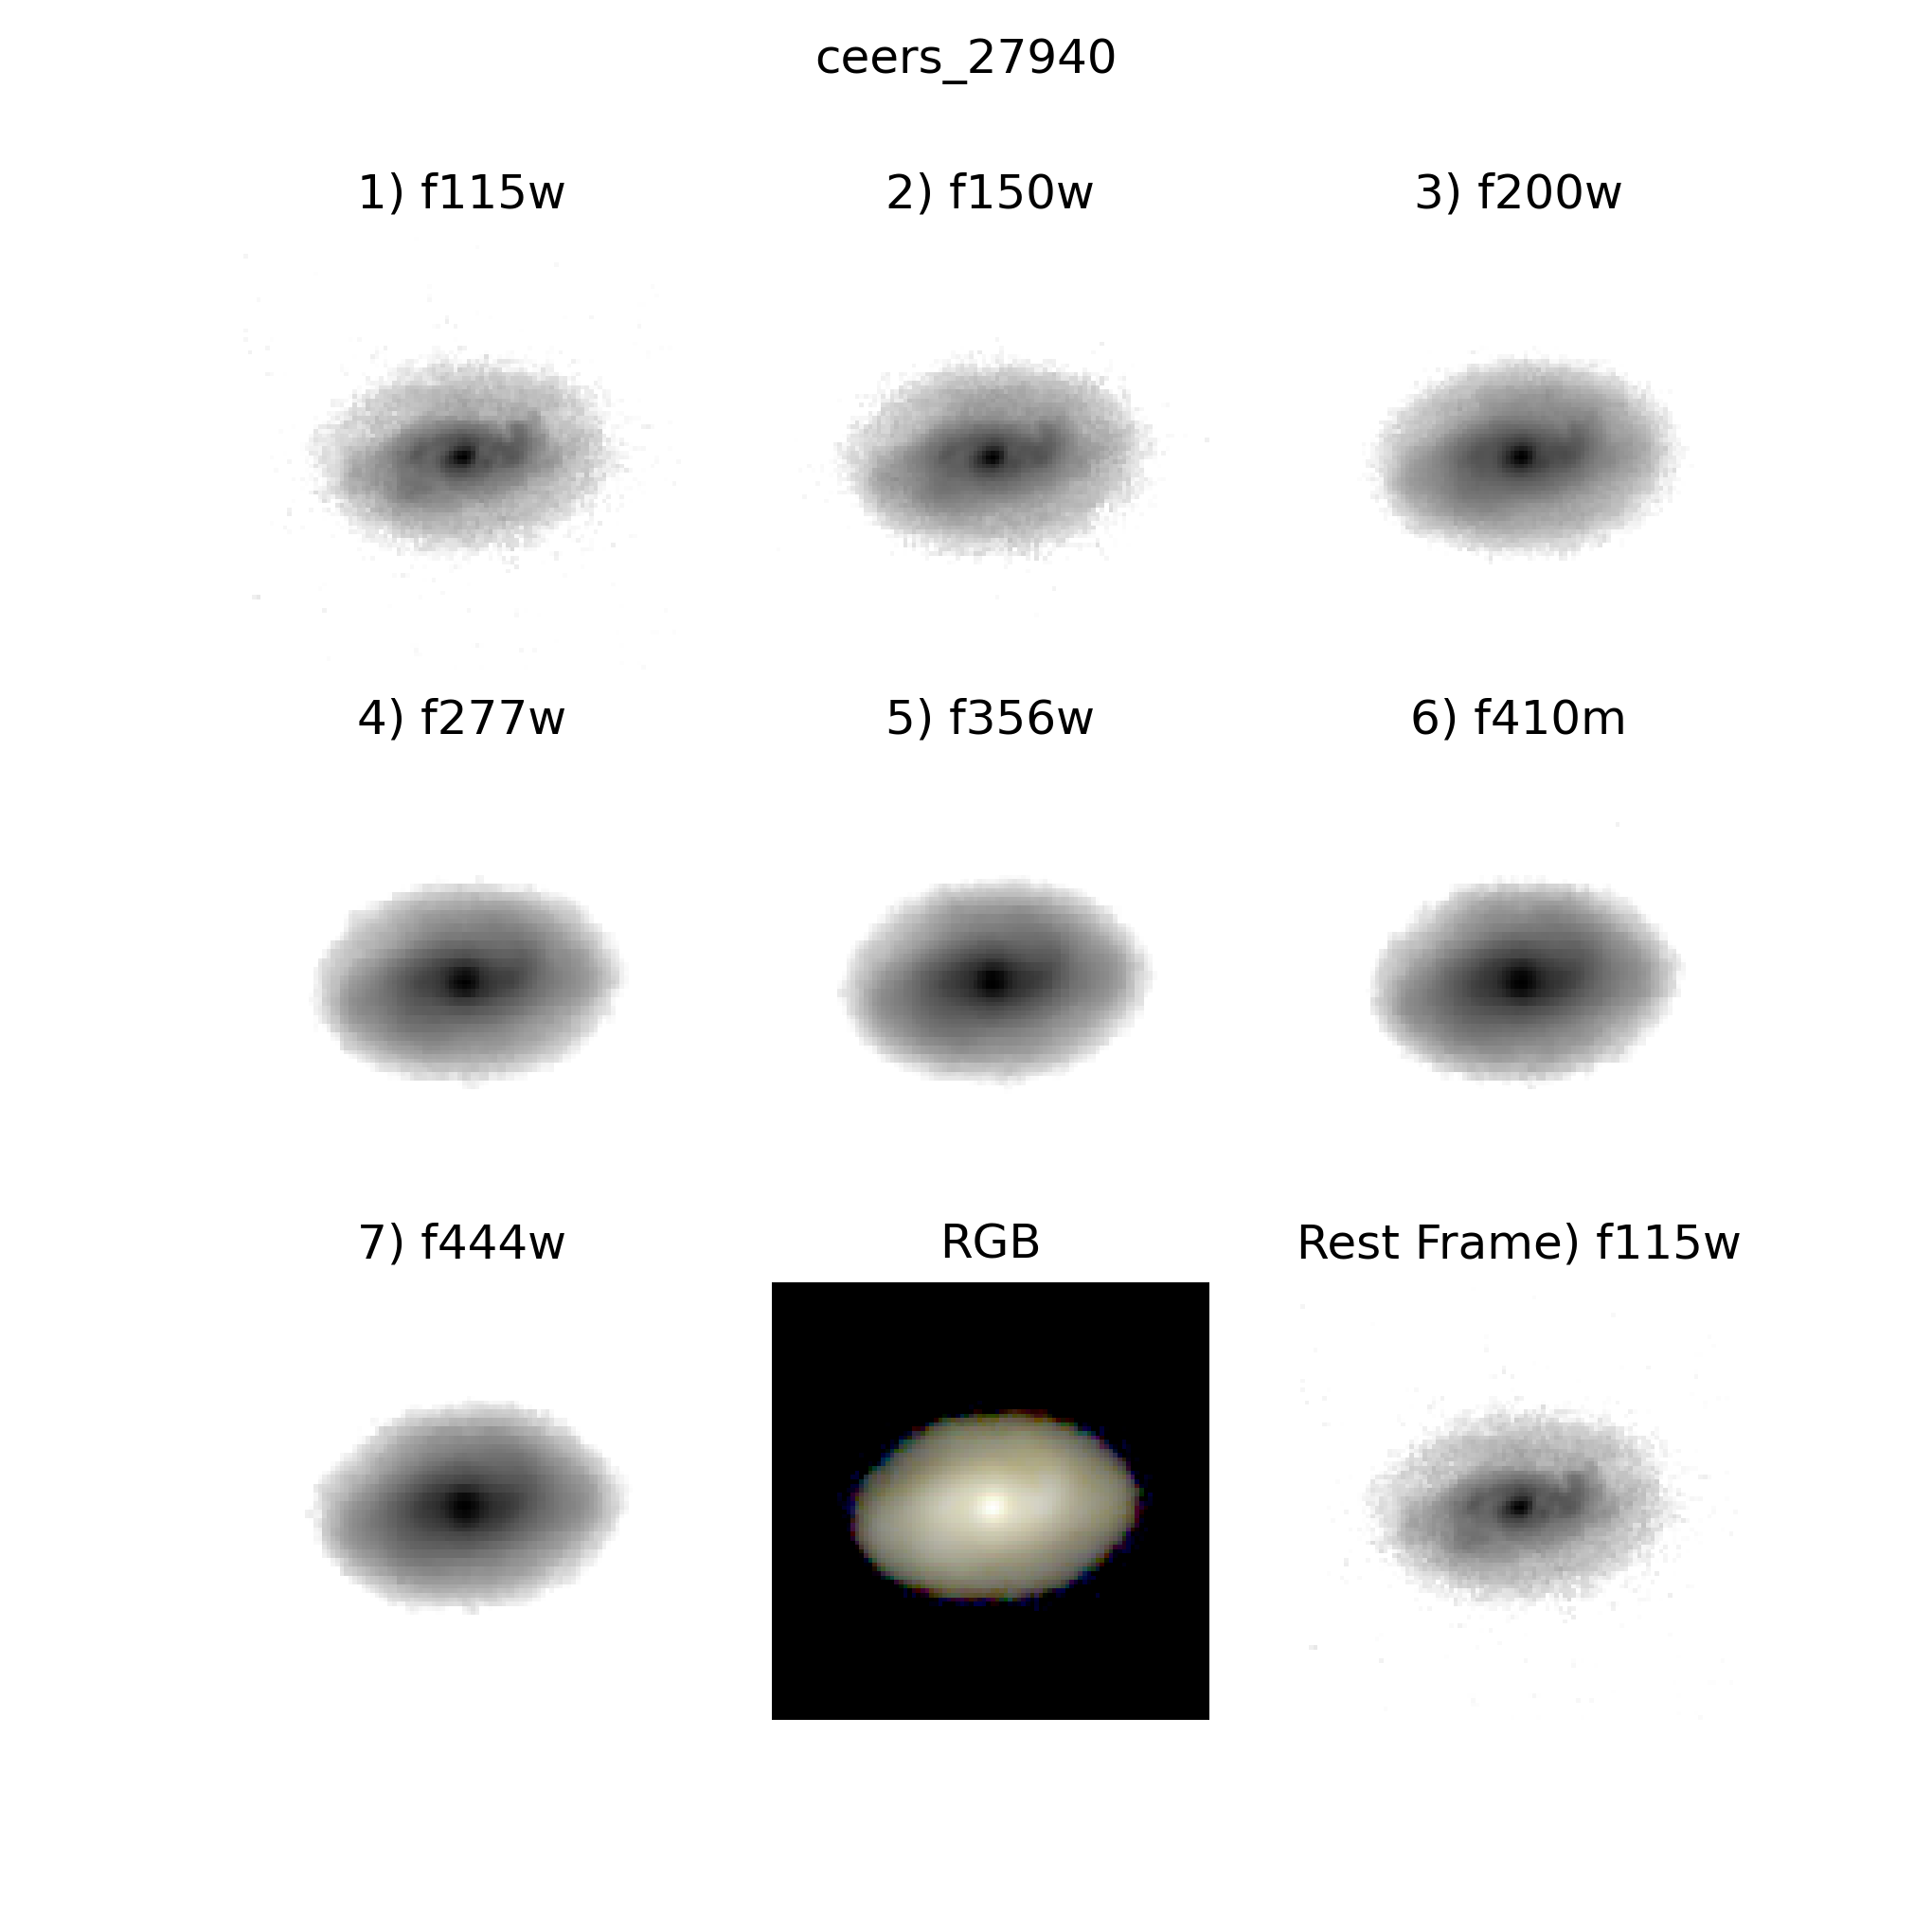 ceers_27940
1) f115w
2) f150w
3) f200w
4) f277w
5) f356w
6) f410m
7) f444w
RGB
Rest Frame) f115w